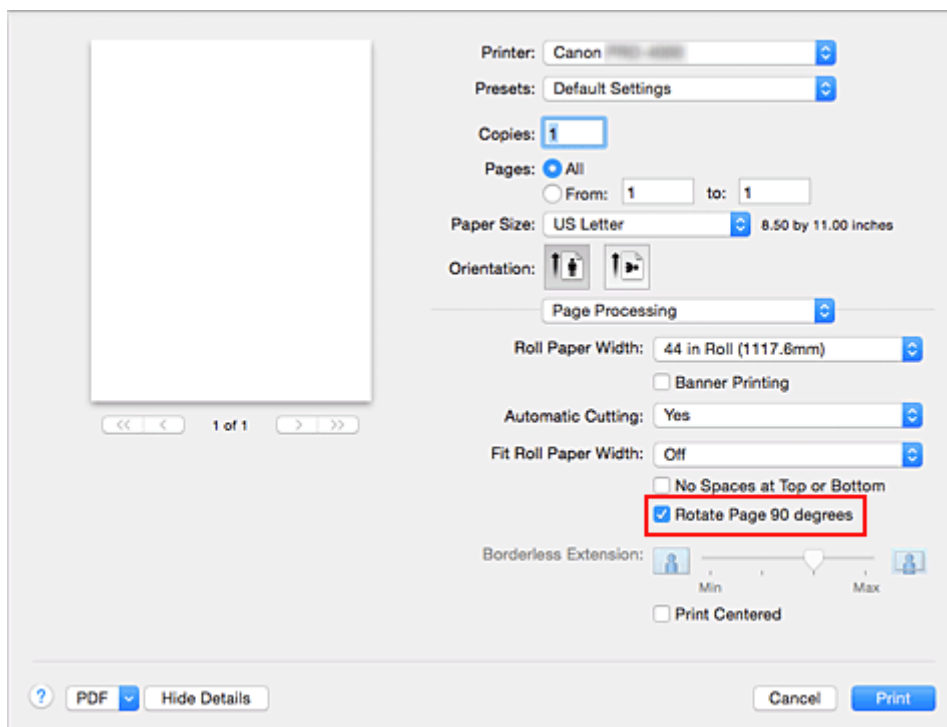 Printer: Canon
Presets: Default Settings
Copies: 1
Pages: All
From: 1 to: 1
Paper Size: US Letter 8.50 by 11.00 inches
Orientation:
Page Processing
Roll Paper Width: 44 in Roll (1117.6mm)
Banner Printing
1 of 1
Automatic Cutting: Yes
Fit Roll Paper Width: Off
No Spaces at Top or Bottom
Rotate Page 90 degrees
Borderless Extension:
Min Max
Print Centered
? PDF Hide Details Cancel Print